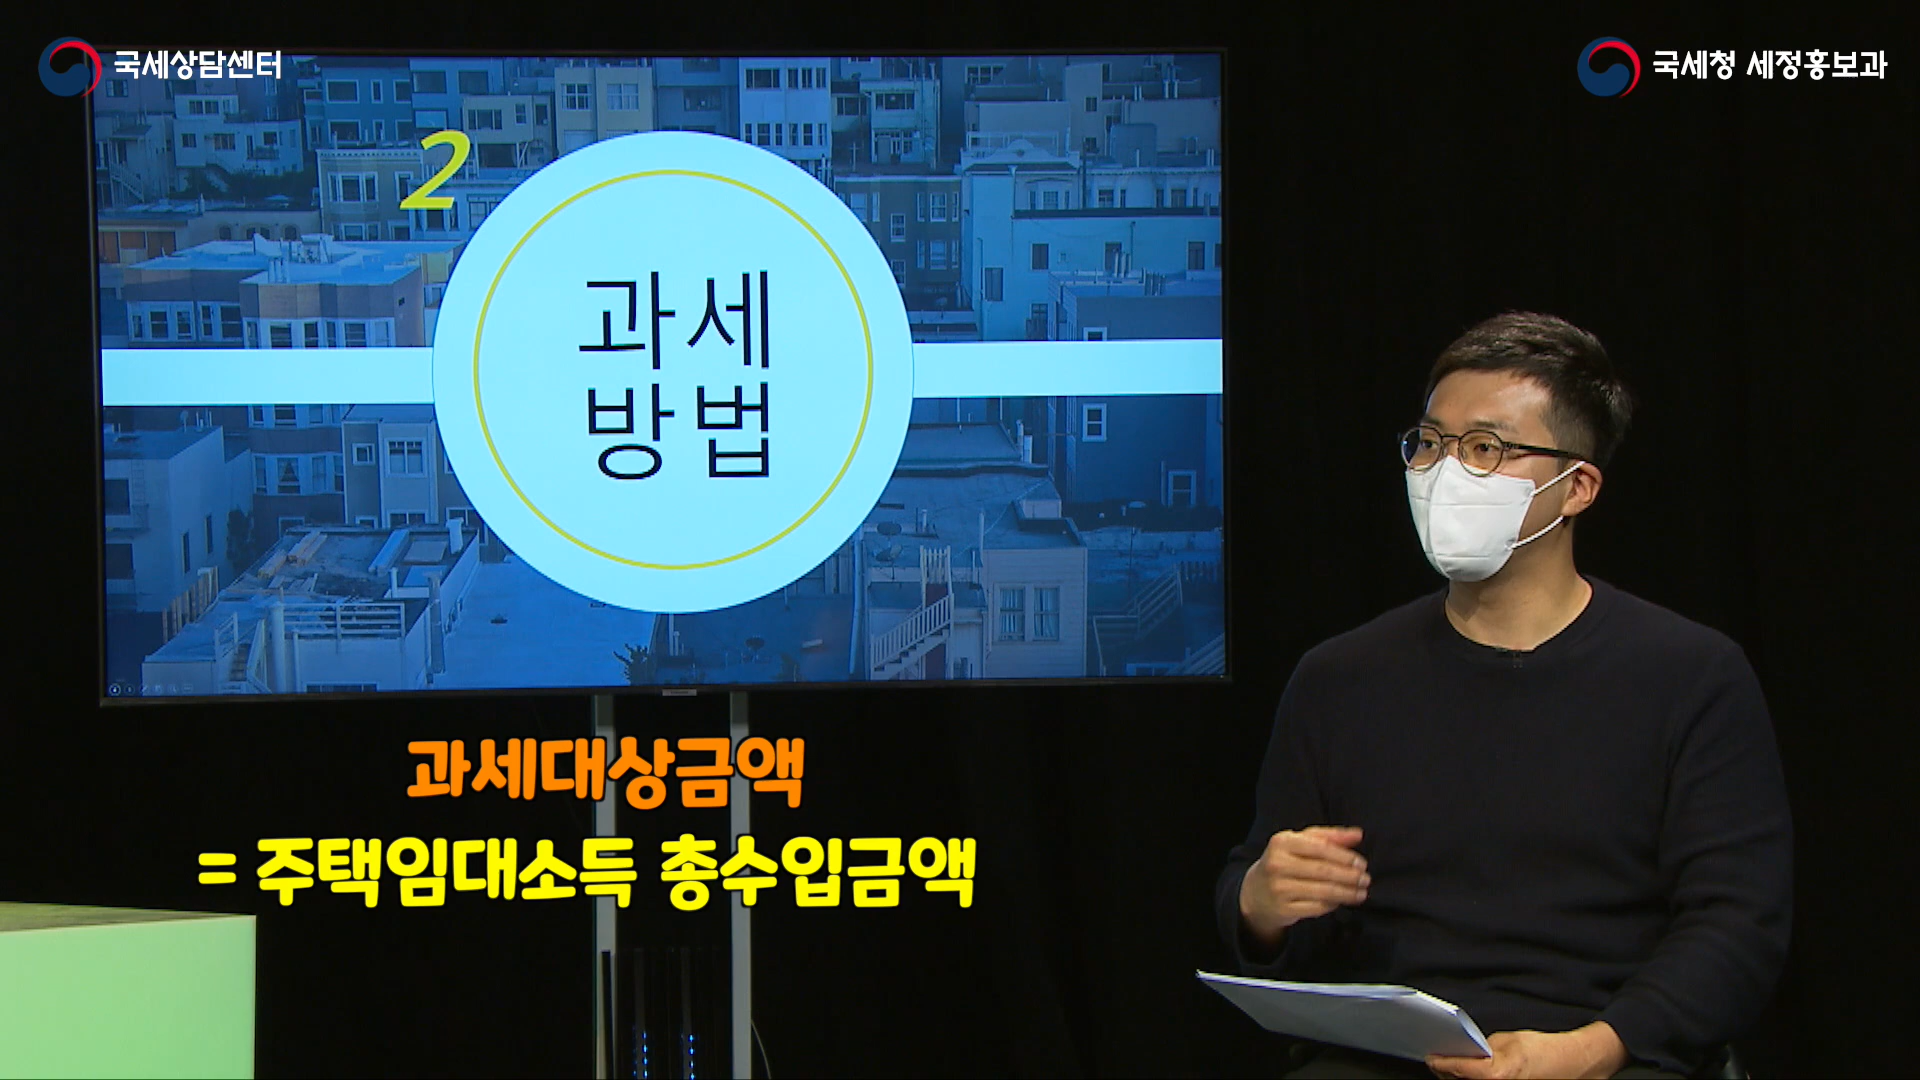 국세상담센터
국세청 세정홍보과
2
과세
방법
과세대상금액
= 주택임대소득 총수입금액